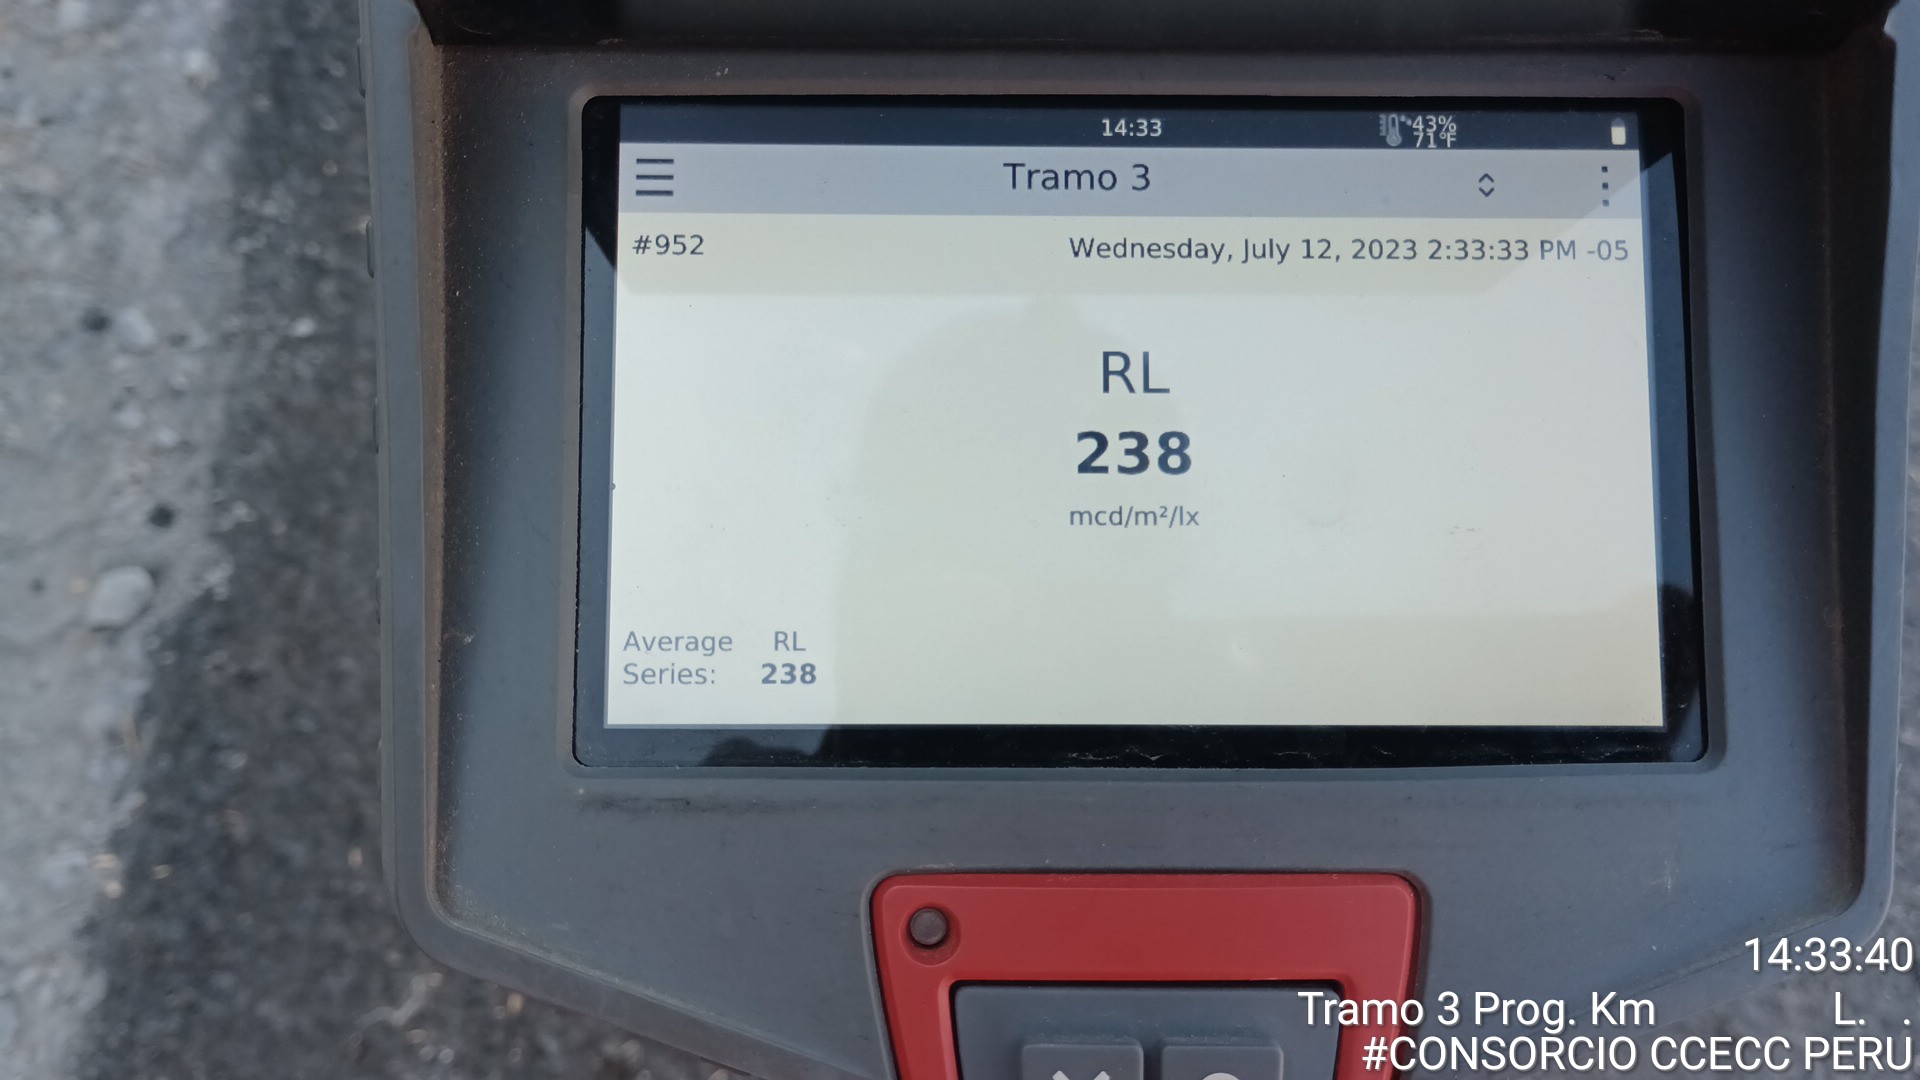 14:33
43%
71°F
Tramo 3
#952
Wednesday, July 12, 2023 2:33:33 PM -05
RL
238
mcd/m²/lx
Average RL
Series: 238
14:33:40
Tramo 3 Prog. Km L. .
#CONSORCIO CCECC PERU